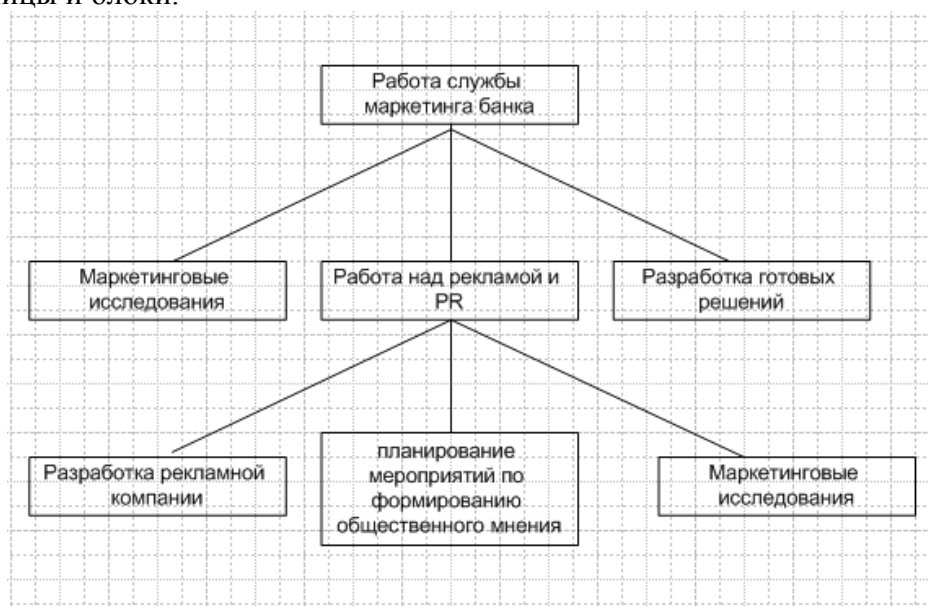 Работа службы
маркетинга банка
Маркетинговые
исследования
Работа над рекламой и
PR
Разработка готовых
решений
Разработка рекламной
компании
планирование
мероприятий по
формированию
общественного мнения
Маркетинговые
исследования